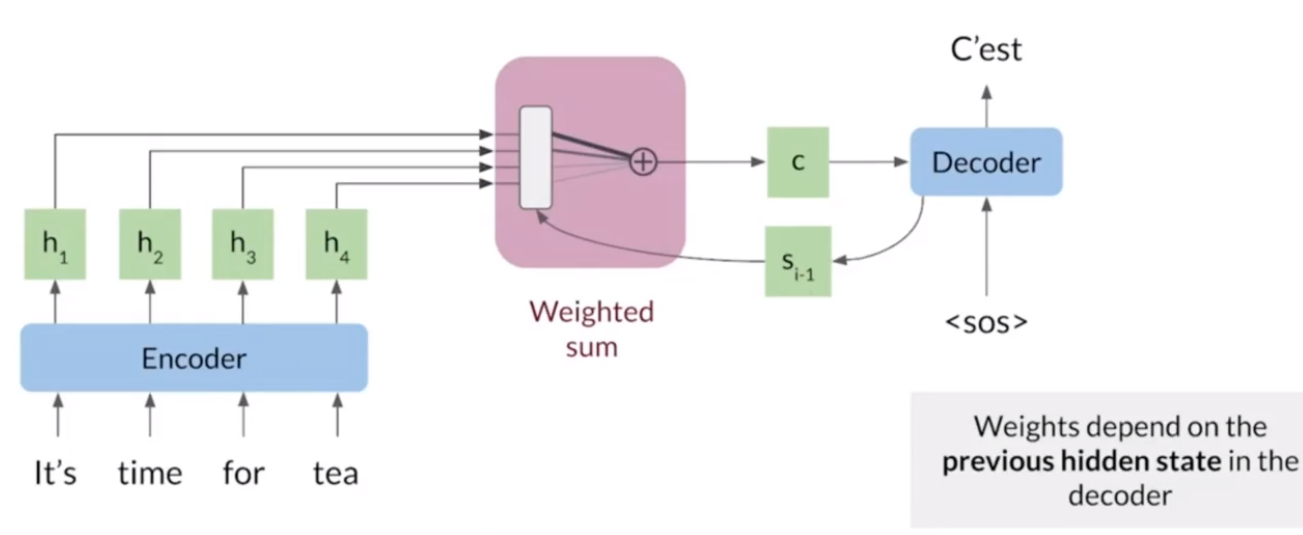 C'est
h1
h2
h3
h4
c
Decoder
si-1
Weighted
sum
<sos>
Encoder
It's time for tea
Weights depend on the
previous hidden state in the
decoder